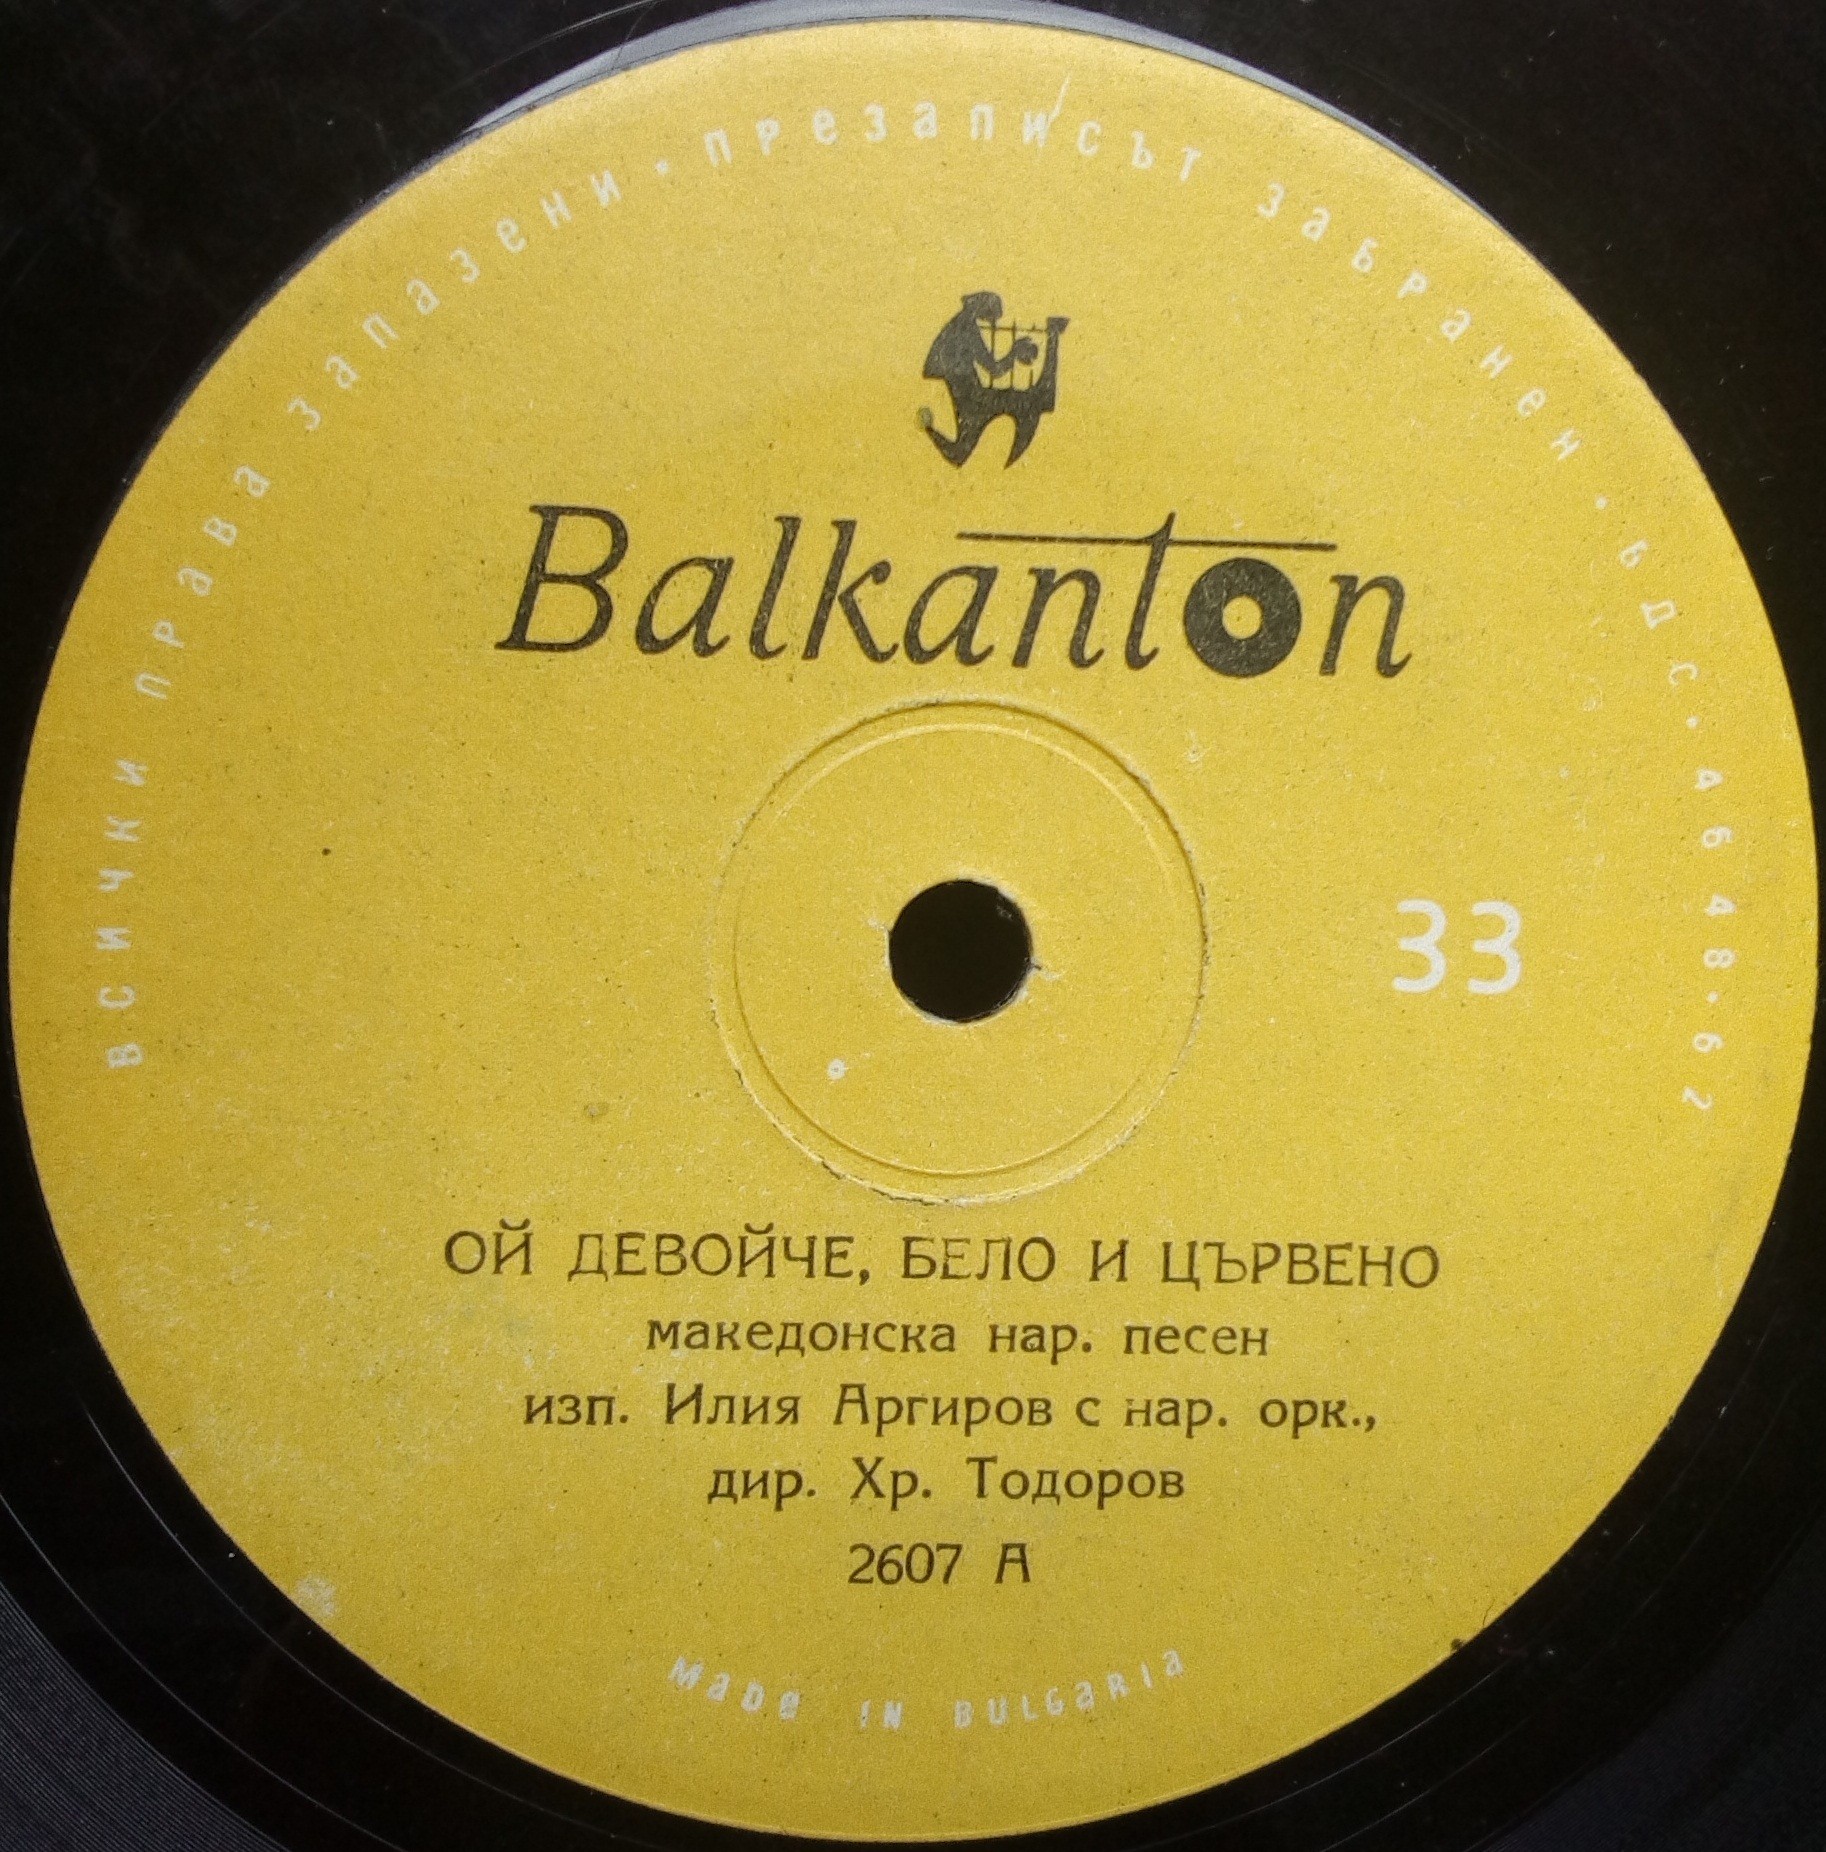 ВСИЧКИ ПРАВА ЗАПАЗЕНИ · ПРЕЗАПИСЪТ ЗАБРАНЕН · БДС · 4648 · 62
Balkanton
33
ОЙ ДЕВОЙЧЕ, БЕЛО И ЦЪРВЕНО
македонска нар. песен
изп. Илия Аргиров с нар. орк.,
дир. Хр. Тодоров
2607 А
MADE IN BULGARIA